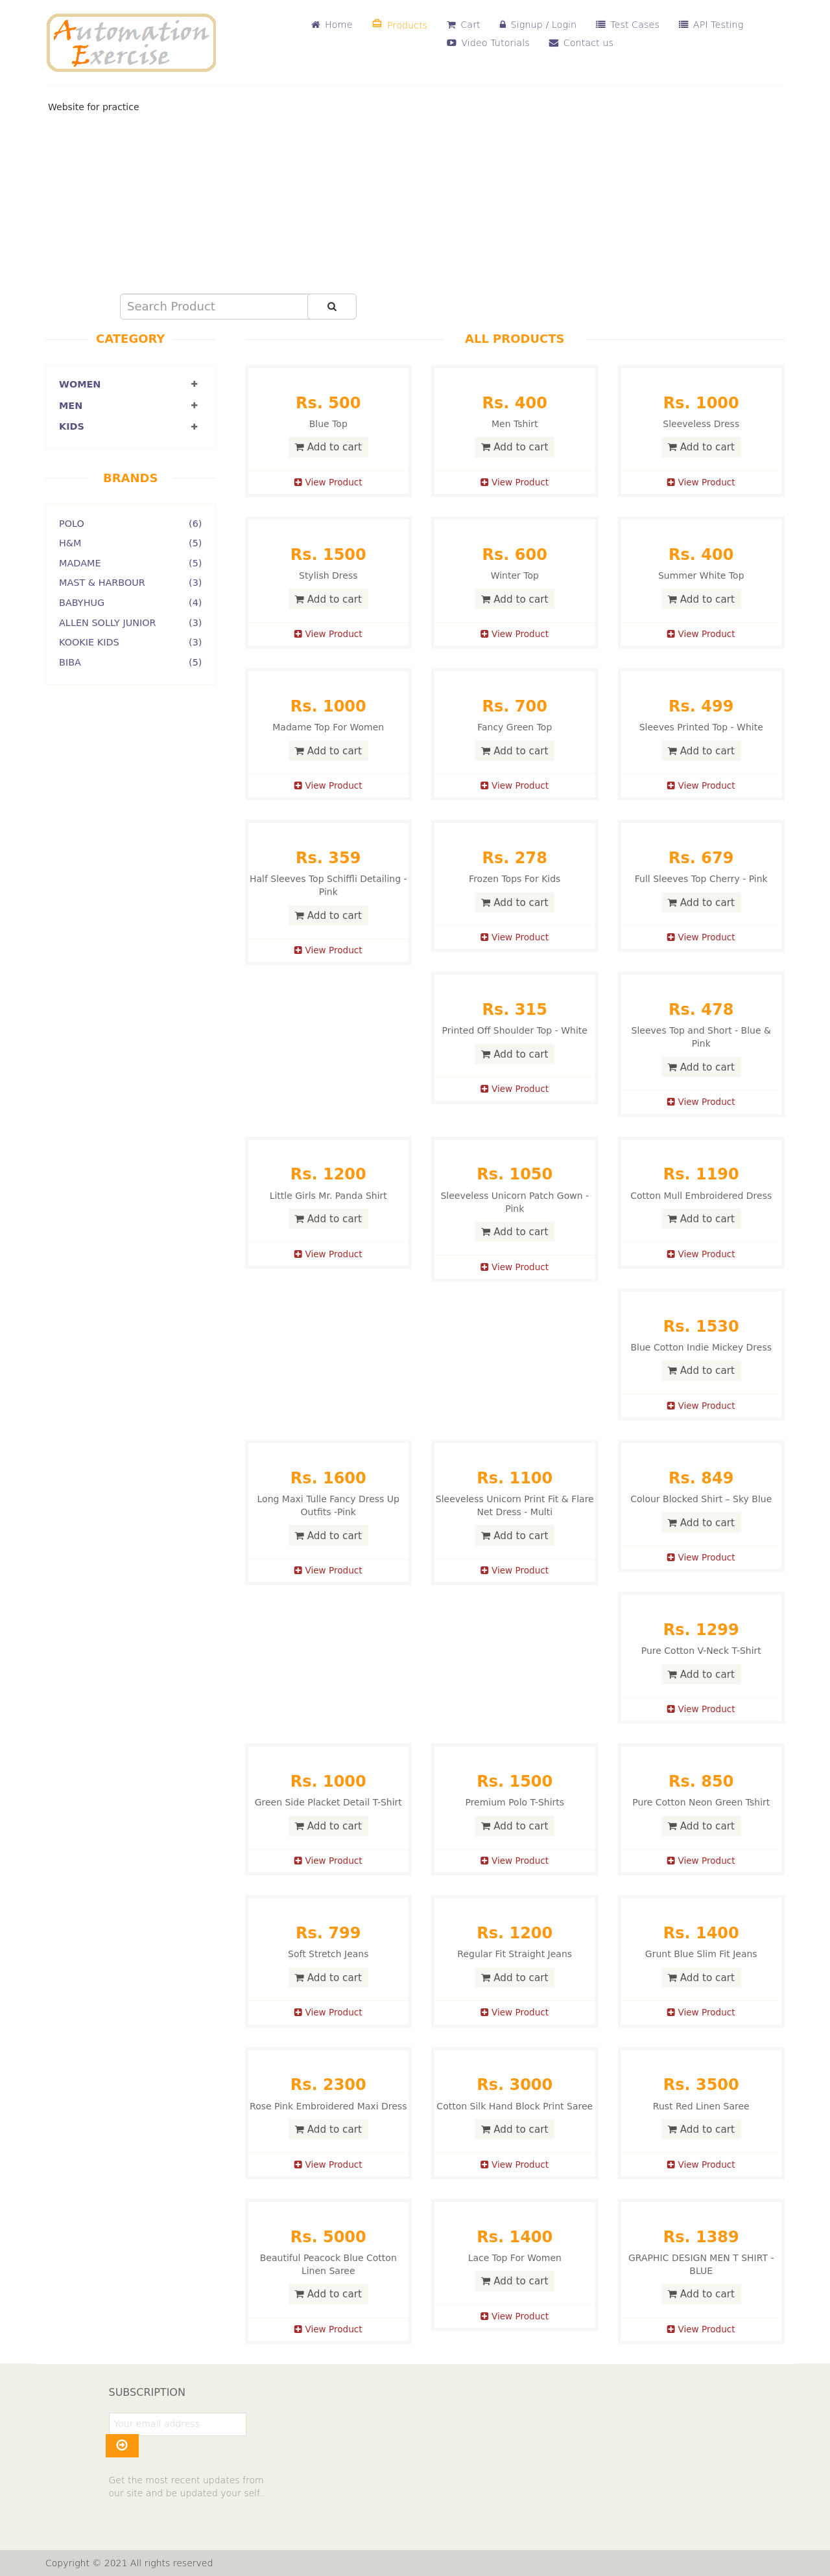 Automation
Exercise
Home
Products
Cart
Signup / Login
Test Cases
API Testing
Video Tutorials
Contact us
Website for practice
Search Product
CATEGORY
WOMEN
MEN
KIDS
BRANDS
POLO (6)
H&M (5)
MADAME (5)
MAST & HARBOUR (3)
BABYHUG (4)
ALLEN SOLLY JUNIOR (3)
KOOKIE KIDS (3)
BIBA (5)
ALL PRODUCTS
Rs. 500
Blue Top
Add to cart
View Product
Rs. 400
Men Tshirt
Add to cart
View Product
Rs. 1000
Sleeveless Dress
Add to cart
View Product
Rs. 1500
Stylish Dress
Add to cart
View Product
Rs. 600
Winter Top
Add to cart
View Product
Rs. 400
Summer White Top
Add to cart
View Product
Rs. 1000
Madame Top For Women
Add to cart
View Product
Rs. 700
Fancy Green Top
Add to cart
View Product
Rs. 499
Sleeves Printed Top - White
Add to cart
View Product
Rs. 359
Half Sleeves Top Schiffli Detailing -
Pink
Add to cart
View Product
Rs. 278
Frozen Tops For Kids
Add to cart
View Product
Rs. 679
Full Sleeves Top Cherry - Pink
Add to cart
View Product
Rs. 315
Printed Off Shoulder Top - White
Add to cart
View Product
Rs. 478
Sleeves Top and Short - Blue &
Pink
Add to cart
View Product
Rs. 1200
Little Girls Mr. Panda Shirt
Add to cart
View Product
Rs. 1050
Sleeveless Unicorn Patch Gown -
Pink
Add to cart
View Product
Rs. 1190
Cotton Mull Embroidered Dress
Add to cart
View Product
Rs. 1530
Blue Cotton Indie Mickey Dress
Add to cart
View Product
Rs. 1600
Long Maxi Tulle Fancy Dress Up
Outfits -Pink
Add to cart
View Product
Rs. 1100
Sleeveless Unicorn Print Fit & Flare
Net Dress - Multi
Add to cart
View Product
Rs. 849
Colour Blocked Shirt – Sky Blue
Add to cart
View Product
Rs. 1299
Pure Cotton V-Neck T-Shirt
Add to cart
View Product
Rs. 1000
Green Side Placket Detail T-Shirt
Add to cart
View Product
Rs. 1500
Premium Polo T-Shirts
Add to cart
View Product
Rs. 850
Pure Cotton Neon Green Tshirt
Add to cart
View Product
Rs. 799
Soft Stretch Jeans
Add to cart
View Product
Rs. 1200
Regular Fit Straight Jeans
Add to cart
View Product
Rs. 1400
Grunt Blue Slim Fit Jeans
Add to cart
View Product
Rs. 2300
Rose Pink Embroidered Maxi Dress
Add to cart
View Product
Rs. 3000
Cotton Silk Hand Block Print Saree
Add to cart
View Product
Rs. 3500
Rust Red Linen Saree
Add to cart
View Product
Rs. 5000
Beautiful Peacock Blue Cotton
Linen Saree
Add to cart
View Product
Rs. 1400
Lace Top For Women
Add to cart
View Product
Rs. 1389
GRAPHIC DESIGN MEN T SHIRT -
BLUE
Add to cart
View Product
SUBSCRIPTION
Your email address
Get the most recent updates from
our site and be updated your self.
Copyright © 2021 All rights reserved